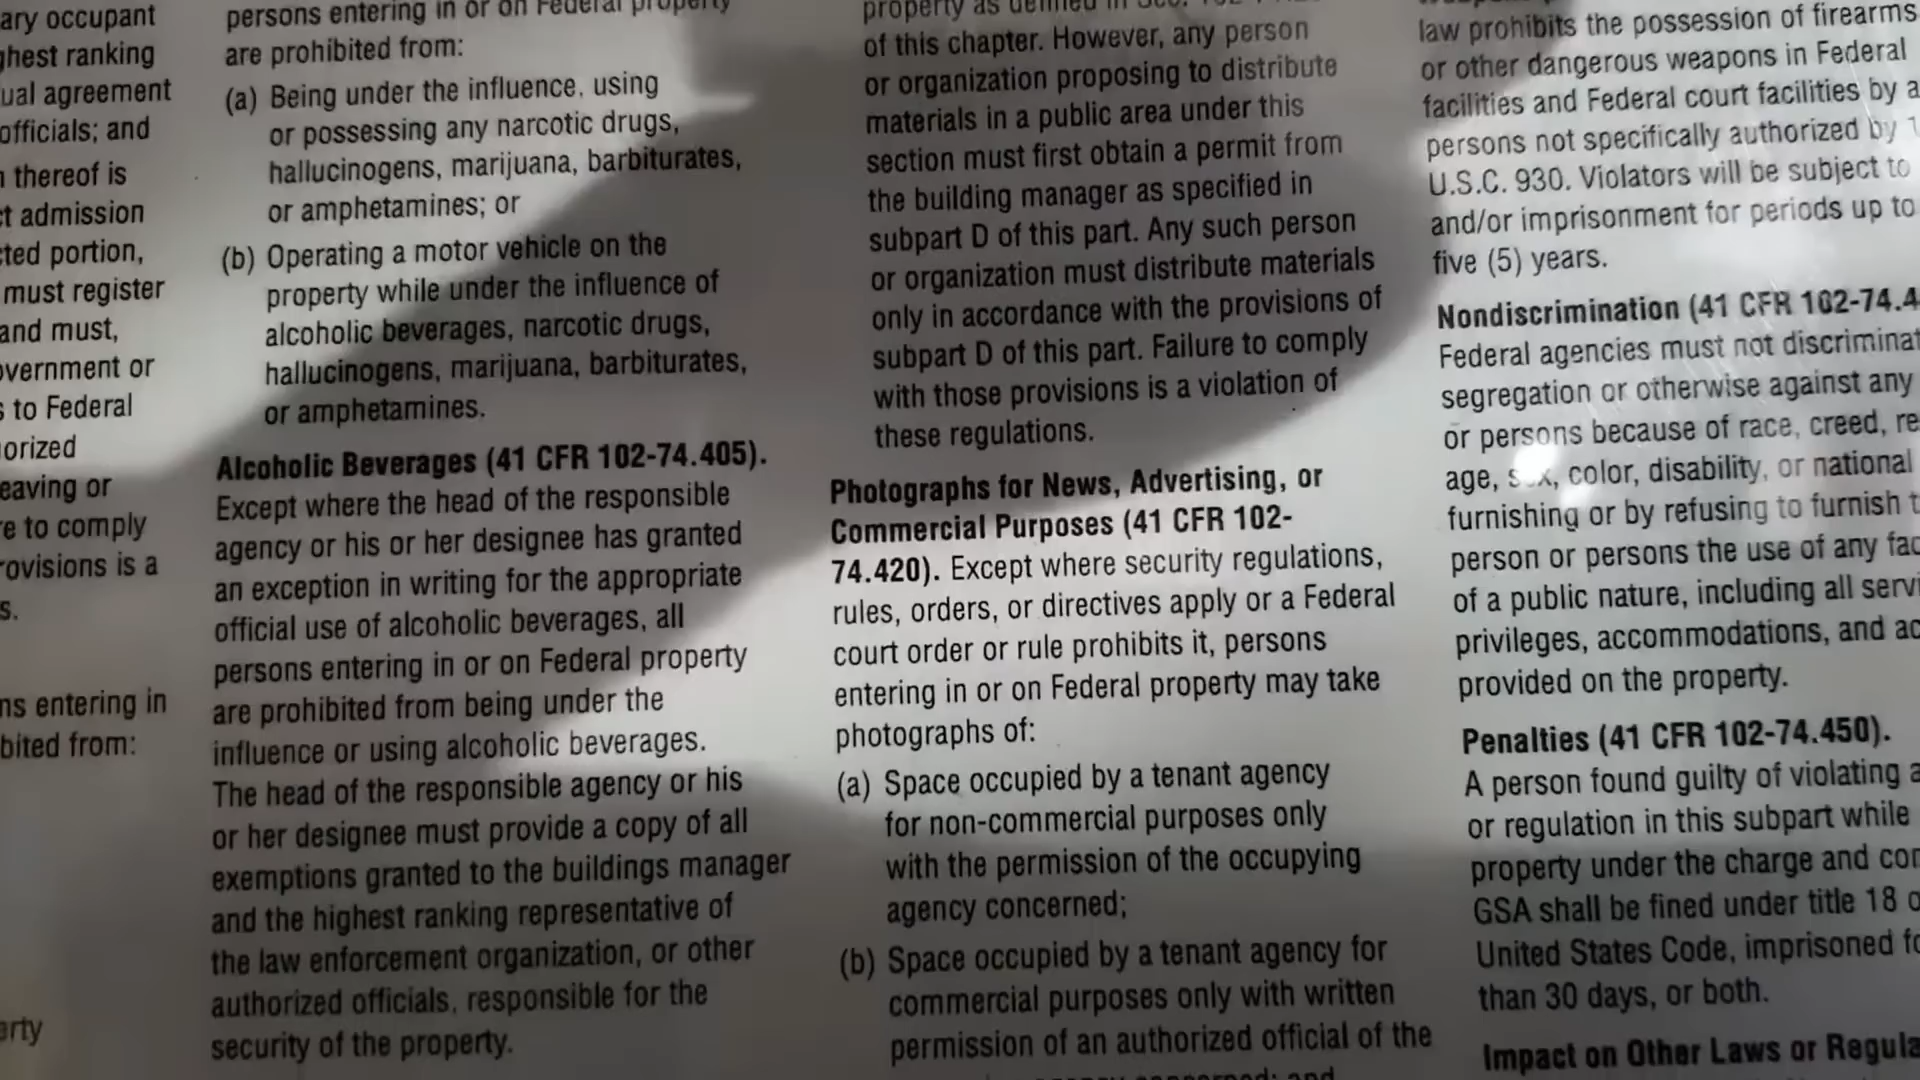 ary occupant
ghest ranking
ual agreement
officials; and
thereof is
ct admission
cted portion,
must register
and must,
overnment or
s to Federal
orized
eaving or
re to comply
rovisions is a
s.
ns entering in
bited from:
erty
persons entering in or on Federal property
are prohibited from:
(a) Being under the influence, using
or possessing any narcotic drugs,
hallucinogens, marijuana, barbiturates,
or amphetamines; or
(b) Operating a motor vehicle on the
property while under the influence of
alcoholic beverages, narcotic drugs,
hallucinogens, marijuana, barbiturates,
or amphetamines.
Alcoholic Beverages (41 CFR 102-74.405).
Except where the head of the responsible
agency or his or her designee has granted
an exception in writing for the appropriate
official use of alcoholic beverages, all
persons entering in or on Federal property
are prohibited from being under the
influence or using alcoholic beverages.
The head of the responsible agency or his
or her designee must provide a copy of all
exemptions granted to the buildings manager
and the highest ranking representative of
the law enforcement organization, or other
authorized officials, responsible for the
security of the property.
property as defined in
of this chapter. However, any person
or organization proposing to distribute
materials in a public area under this
section must first obtain a permit from
the building manager as specified in
subpart D of this part. Any such person
or organization must distribute materials
only in accordance with the provisions of
subpart D of this part. Failure to comply
with those provisions is a violation of
these regulations.
Photographs for News, Advertising, or
Commercial Purposes (41 CFR 102-
74.420). Except where security regulations,
rules, orders, or directives apply or a Federal
court order or rule prohibits it, persons
entering in or on Federal property may take
photographs of:
(a) Space occupied by a tenant agency
for non-commercial purposes only
with the permission of the occupying
agency concerned;
(b) Space occupied by a tenant agency for
commercial purposes only with written
permission of an authorized official of the
concerned; and
law prohibits the possession of firearms
or other dangerous weapons in Federal
facilities and Federal court facilities by a
persons not specifically authorized by 1
U.S.C. 930. Violators will be subject to
and/or imprisonment for periods up to
five (5) years.
Nondiscrimination (41 CFR 102-74.4
Federal agencies must not discriminat
segregation or otherwise against any
or persons because of race, creed, re
age, sex, color, disability, or national
furnishing or by refusing to furnish t
person or persons the use of any fac
of a public nature, including all servi
privileges, accommodations, and ac
provided on the property.
Penalties (41 CFR 102-74.450).
A person found guilty of violating a
or regulation in this subpart while
property under the charge and con
GSA shall be fined under title 18 o
United States Code, imprisoned fo
than 30 days, or both.
Impact on Other Laws or Regula